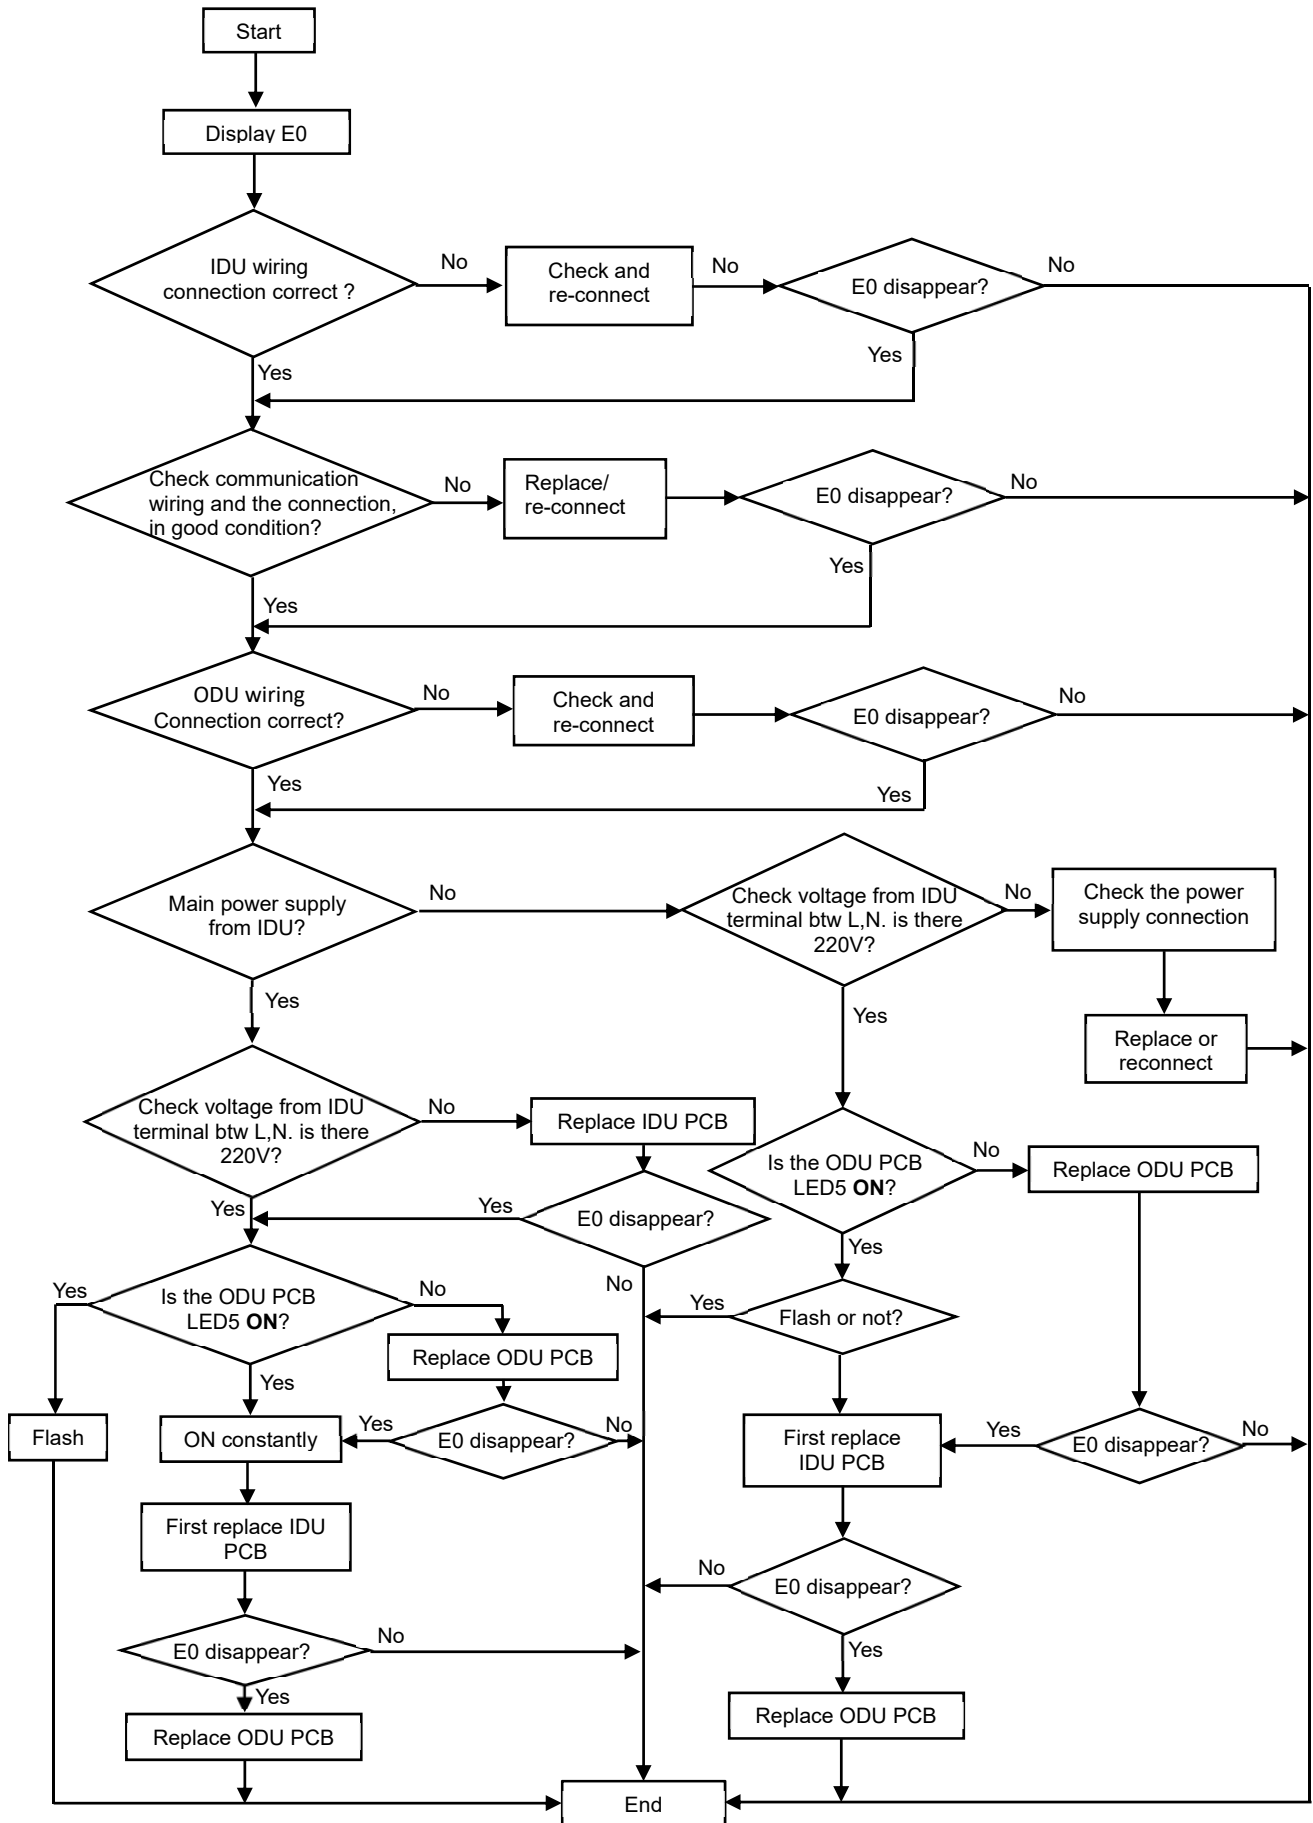 Start
Display E0
IDU wiring
connection correct ?
No
Check and
re-connect
No
E0 disappear?
No
Yes
Yes
Check communication
wiring and the connection,
in good condition?
No
Replace/
re-connect
E0 disappear?
No
Yes
Yes
ODU wiring
Connection correct?
No
Check and
re-connect
E0 disappear?
No
Yes
Yes
Main power supply
from IDU?
No
Check voltage from IDU
terminal btw L,N. is there
220V?
No
Check the power
supply connection
Yes
Yes
Replace or
reconnect
Check voltage from IDU
terminal btw L,N. is there
220V?
No
Replace IDU PCB
Is the ODU PCB
LED5 ON?
No
Replace ODU PCB
Yes
Yes
E0 disappear?
Yes
No
Yes
Is the ODU PCB
LED5 ON?
No
Yes
Flash or not?
Replace ODU PCB
Yes
Flash
ON constantly
Yes
E0 disappear?
No
First replace
IDU PCB
Yes
E0 disappear?
No
First replace IDU
PCB
No
E0 disappear?
E0 disappear?
No
Yes
Yes
Replace ODU PCB
Replace ODU PCB
End